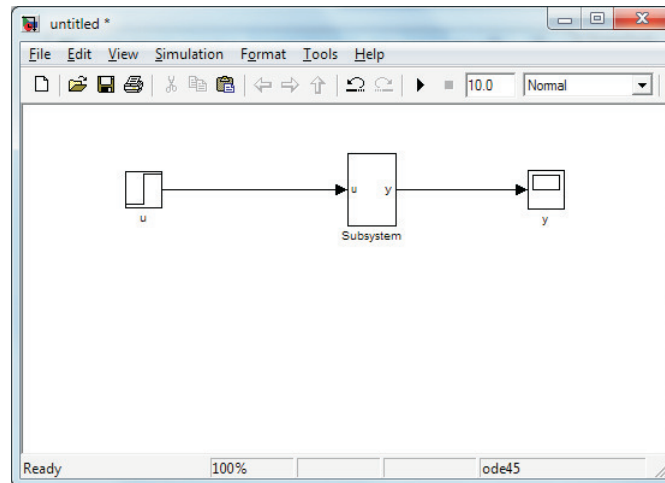 untitled *
File Edit View Simulation Format Tools Help
10.0 Normal
u y
u
Subsystem
y
Ready 100% ode45